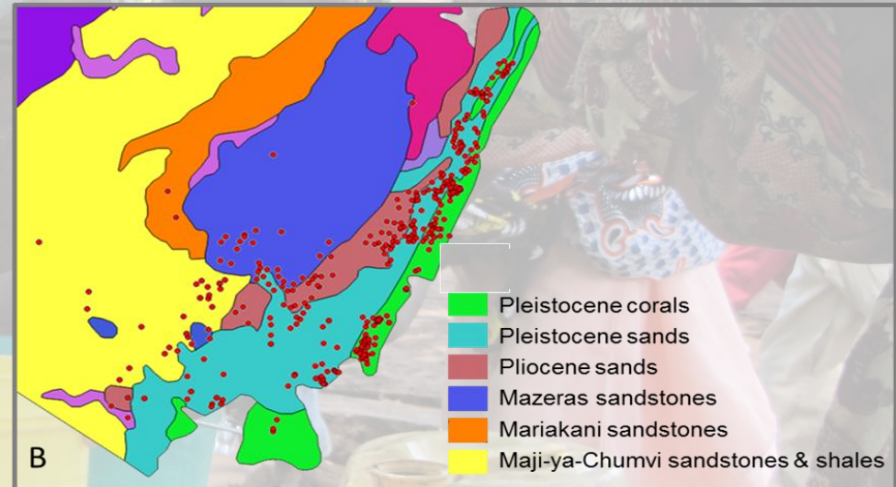 Pleistocene corals
Pleistocene sands
Pliocene sands
Mazeras sandstones
Mariakani sandstones
Maji-ya-Chumvi sandstones & shales
B